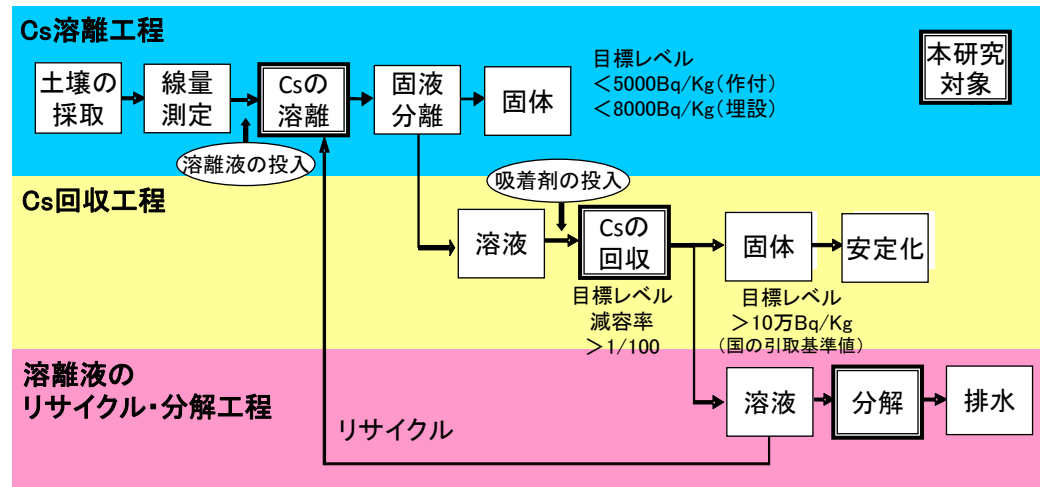 Cs溶離工程
土壌の
採取
線量
測定
Csの
溶離
固液
分離
固体
目標レベル
＜5000Bq/Kg（作付）
＜8000Bq/Kg（埋設）
本研究
対象
溶離液の投入
Cs回収工程
吸着剤の投入
溶液
Csの
回収
固体
安定化
目標レベル
減容率
＞1/100
目標レベル
＞10万Bq/Kg
（国の引取基準値）
溶離液の
リサイクル・分解工程
リサイクル
溶液
分解
排水